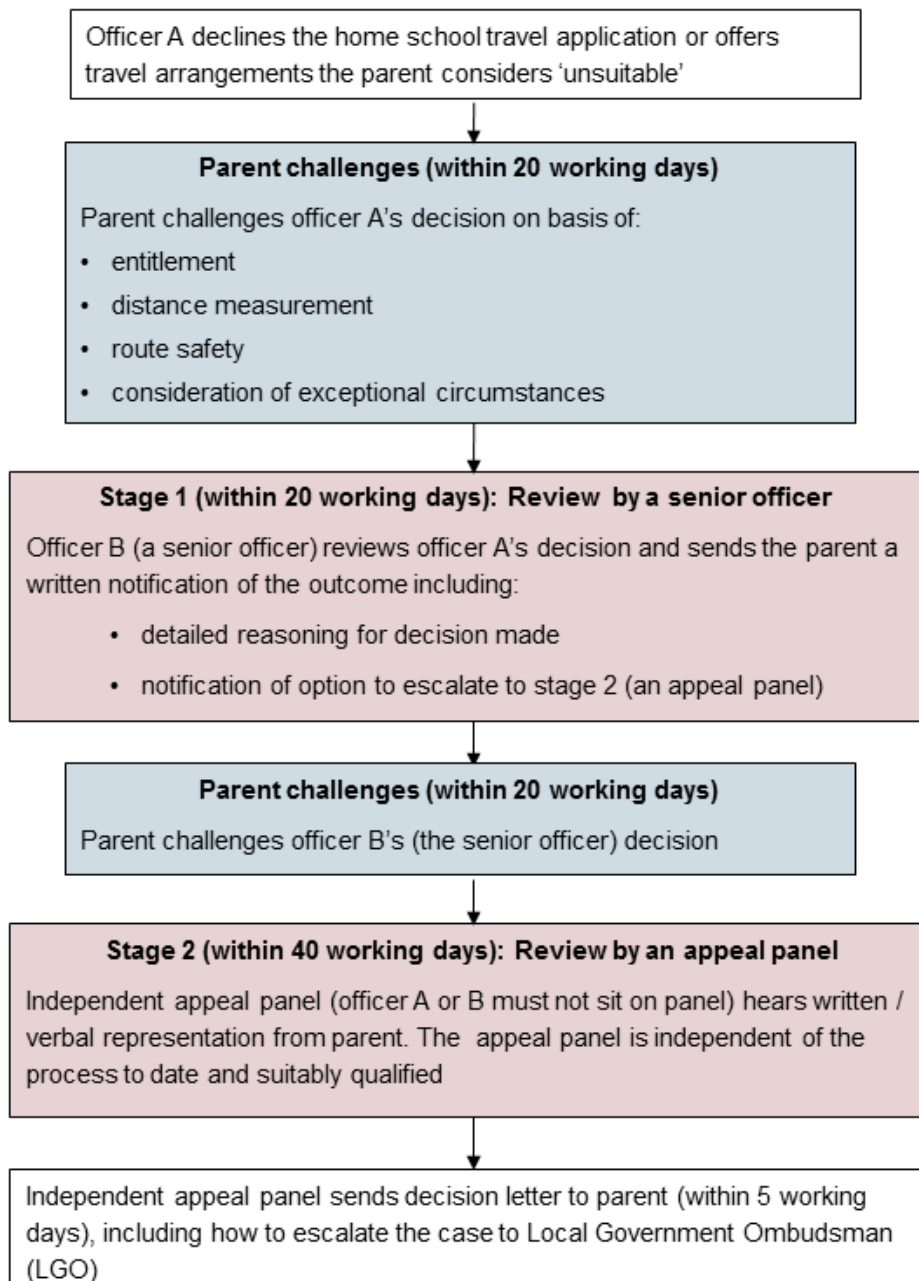 Officer A declines the home school travel application or offers
travel arrangements the parent considers ‘unsuitable’
Parent challenges (within 20 working days)
Parent challenges officer A’s decision on basis of:
• entitlement
• distance measurement
• route safety
• consideration of exceptional circumstances
Stage 1 (within 20 working days): Review by a senior officer
Officer B (a senior officer) reviews officer A’s decision and sends the parent a
written notification of the outcome including:
• detailed reasoning for decision made
• notification of option to escalate to stage 2 (an appeal panel)
Parent challenges (within 20 working days)
Parent challenges officer B’s (the senior officer) decision
Stage 2 (within 40 working days): Review by an appeal panel
Independent appeal panel (officer A or B must not sit on panel) hears written /
verbal representation from parent. The appeal panel is independent of the
process to date and suitably qualified
Independent appeal panel sends decision letter to parent (within 5 working
days), including how to escalate the case to Local Government Ombudsman
(LGO)